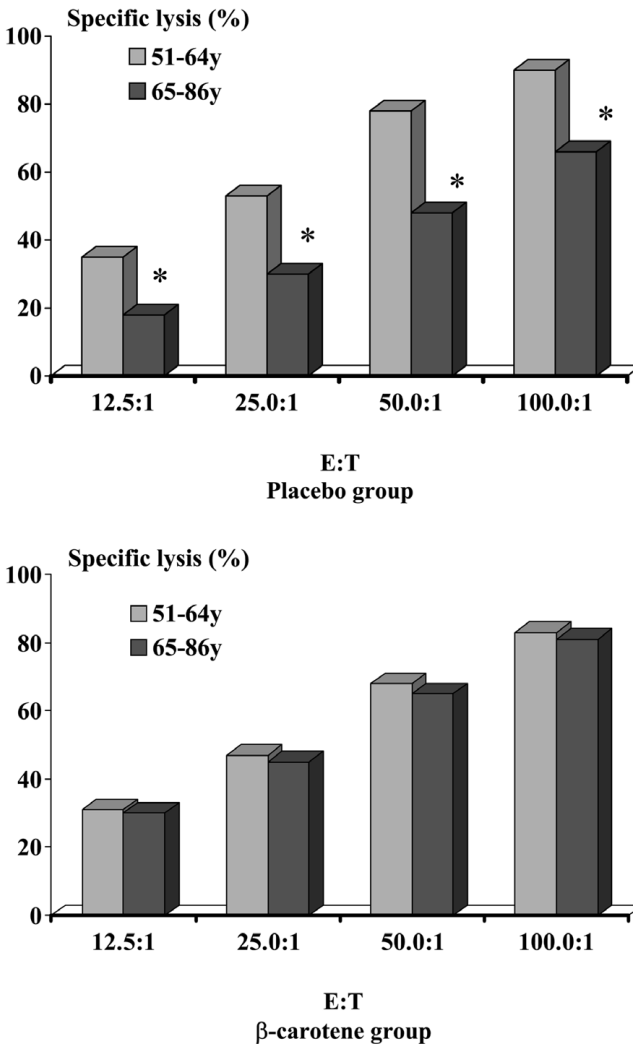 Specific lysis (%)
100
80
60
40
20
0
51-64y
65-86y
*
*
*
*
12.5:1 25.0:1 50.0:1 100.0:1
E:T
Placebo group
Specific lysis (%)
100
80
60
40
20
0
51-64y
65-86y
12.5:1 25.0:1 50.0:1 100.0:1
E:T
β-carotene group